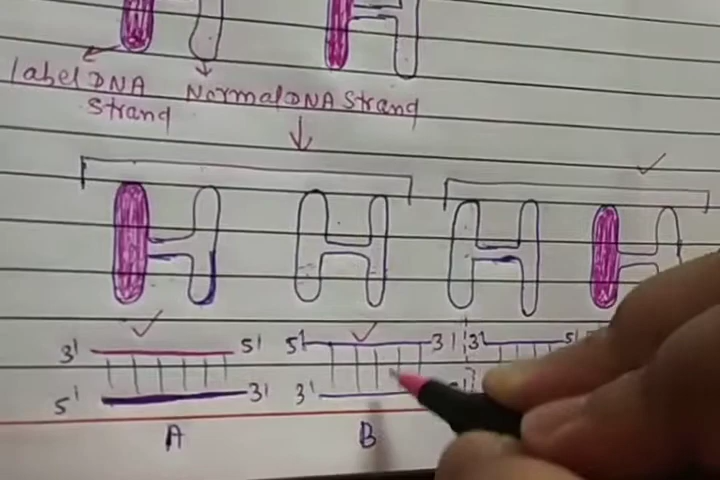 label DNA
Strand
Normal DNA Strand
3' 5' 5' 3' 3' 5'
5' 3' 3'
A B